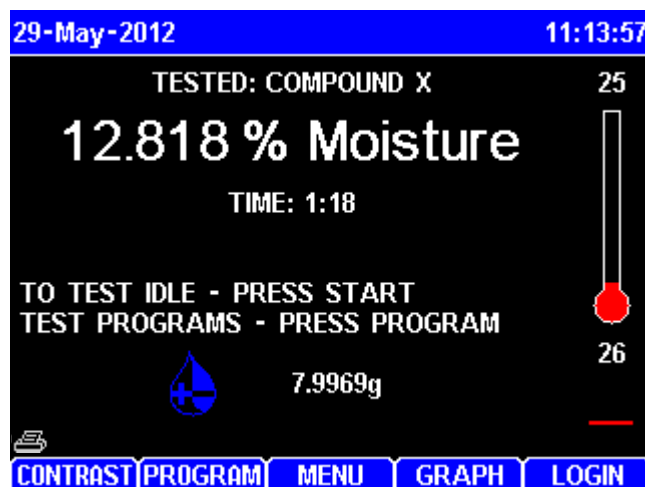 29-May-2012 11:13:57
TESTED: COMPOUND X 25
12.818 % Moisture
TIME: 1:18
TO TEST IDLE - PRESS START
TEST PROGRAMS - PRESS PROGRAM
26
7.9969g
CONTRAST PROGRAM MENU GRAPH LOGIN